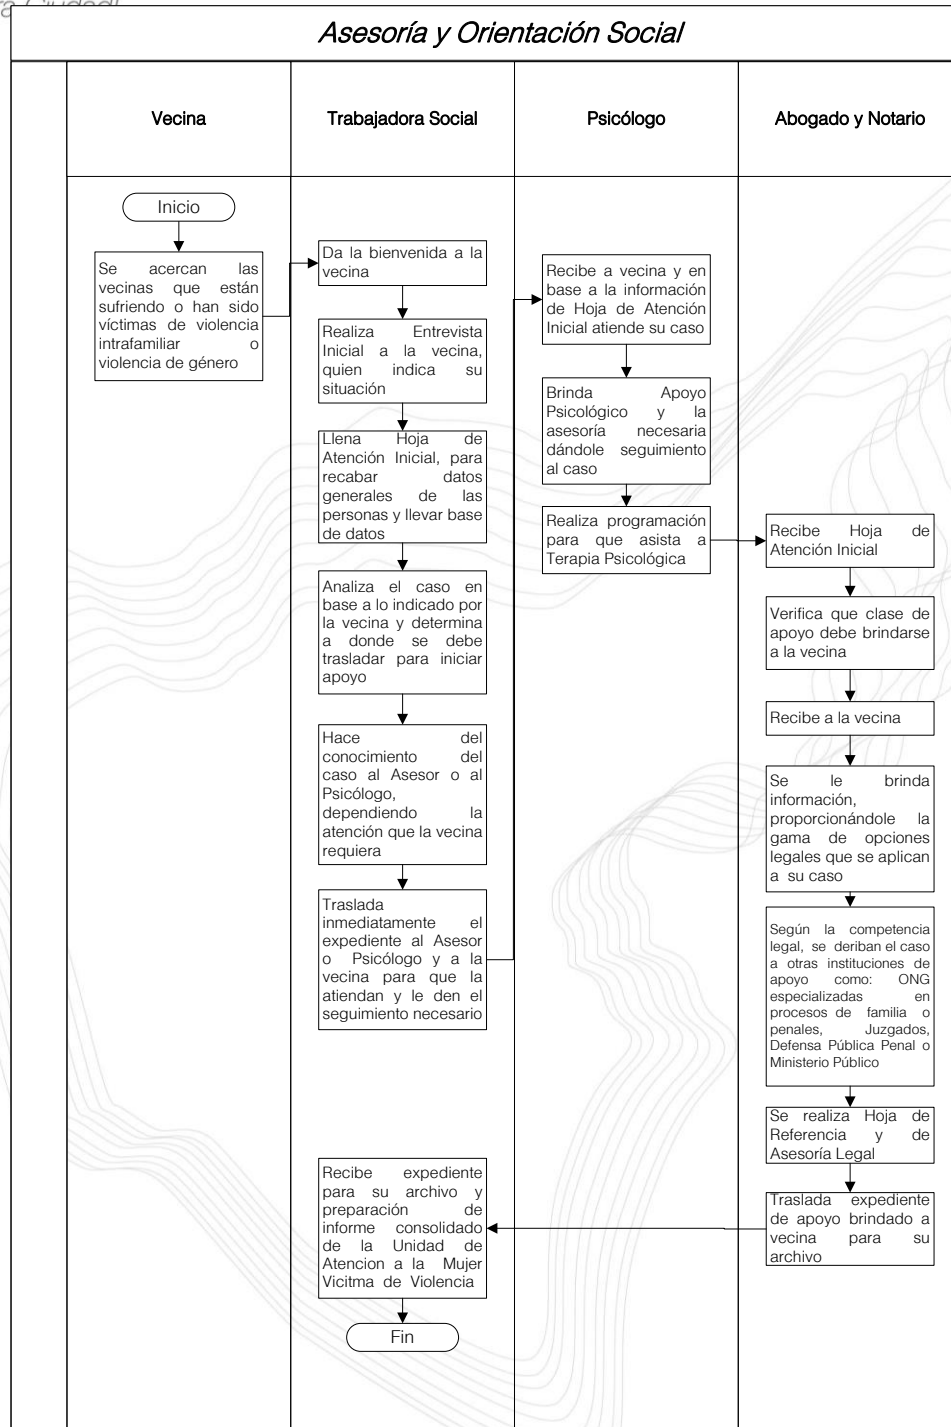 Asesoría y Orientación Social
Vecina
Trabajadora Social
Psicólogo
Abogado y Notario
Inicio
Se acercan las
vecinas que están
sufriendo o han sido
víctimas de violencia
intrafamiliar o
violencia de género
Da la bienvenida a la
vecina
Realiza Entrevista
Inicial a la vecina,
quien indica su
situación
Llena Hoja de
Atención Inicial, para
recabar datos
generales de las
personas y llevar base
de datos
Analiza el caso en
base a lo indicado por
la vecina y determina
a donde se debe
trasladar para iniciar
apoyo
Hace del
conocimiento del
caso al Asesor o al
Psicólogo,
dependiendo la
atención que la vecina
requiera
Traslada
inmediatamente el
expediente al Asesor
o Psicólogo y a la
vecina para que la
atiendan y le den el
seguimiento necesario
Recibe a vecina y en
base a la información
de Hoja de Atención
Inicial atiende su caso
Brinda Apoyo
Psicológico y la
asesoría necesaria
dándole seguimiento
al caso
Realiza programación
para que asista a
Terapia Psicológica
Recibe Hoja de
Atención Inicial
Verifica que clase de
apoyo debe brindarse
a la vecina
Recibe a la vecina
Se le brinda
información,
proporcionándole la
gama de opciones
legales que se aplican
a su caso
Según la competencia
legal, se deriban el caso
a otras instituciones de
apoyo como: ONG
especializadas en
procesos de familia o
penales, Juzgados,
Defensa Pública Penal o
Ministerio Público
Se realiza Hoja de
Referencia y de
Asesoría Legal
Traslada expediente
de apoyo brindado a
vecina para su
archivo
Recibe expediente
para su archivo y
preparación de
informe consolidado
de la Unidad de
Atencion a la Mujer
Vicitma de Violencia
Fin